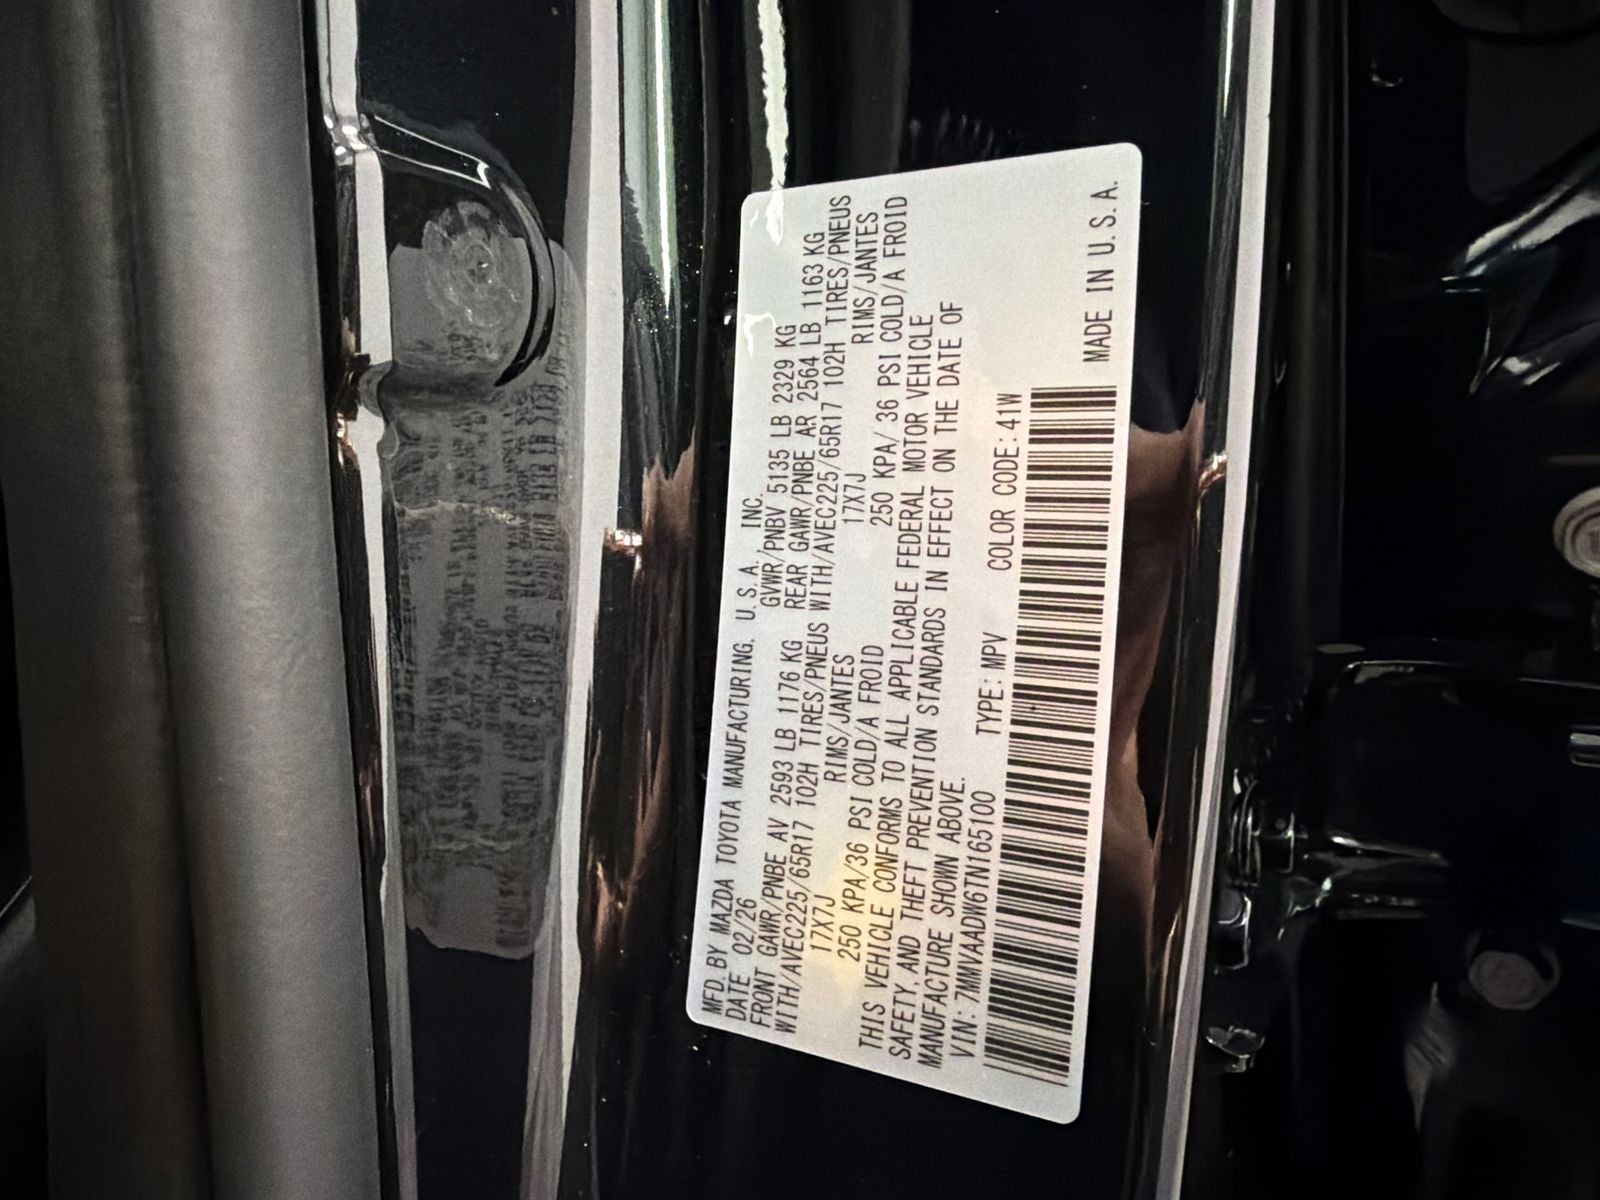 MFD. BY MAZDA TOYOTA MANUFACTURING, U.S.A., INC.
DATE 02/26 GVWR/PNBV 5135 LB 2329 KG
FRONT GAWR/PNBE AV 2593 LB 1176 KG REAR GAWR/PNBE AR 2564 LB 1163 KG
WITH/AVEC225/65R17 102H TIRES/PNEUS WITH/AVEC225/65R17 102H TIRES/PNEUS
17X7J RIMS/JANTES 17X7J RIMS/JANTES
250 KPA/36 PSI COLD/A FROID 250 KPA/ 36 PSI COLD/A FROID
THIS VEHICLE CONFORMS TO ALL APPLICABLE FEDERAL MOTOR VEHICLE
SAFETY, AND THEFT PREVENTION STANDARDS IN EFFECT ON THE DATE OF
MANUFACTURE SHOWN ABOVE.
VIN: 7MMVAADW6TN165100 TYPE: MPV COLOR CODE: 41W
MADE IN U.S.A.